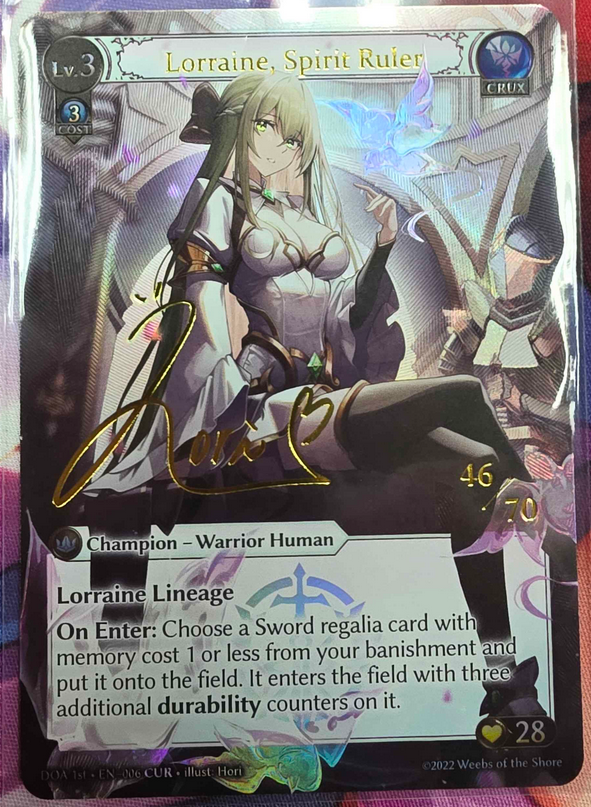 Lv.3
Lorraine, Spirit Ruler
CRUX
3
COST
46
70
Champion – Warrior Human
Lorraine Lineage
On Enter: Choose a Sword regalia card with
memory cost 1 or less from your banishment and
put it onto the field. It enters the field with three
additional durability counters on it.
28
DOA 1st • EN-006 CUR • illust: Hori
©2022 Weebs of the Shore